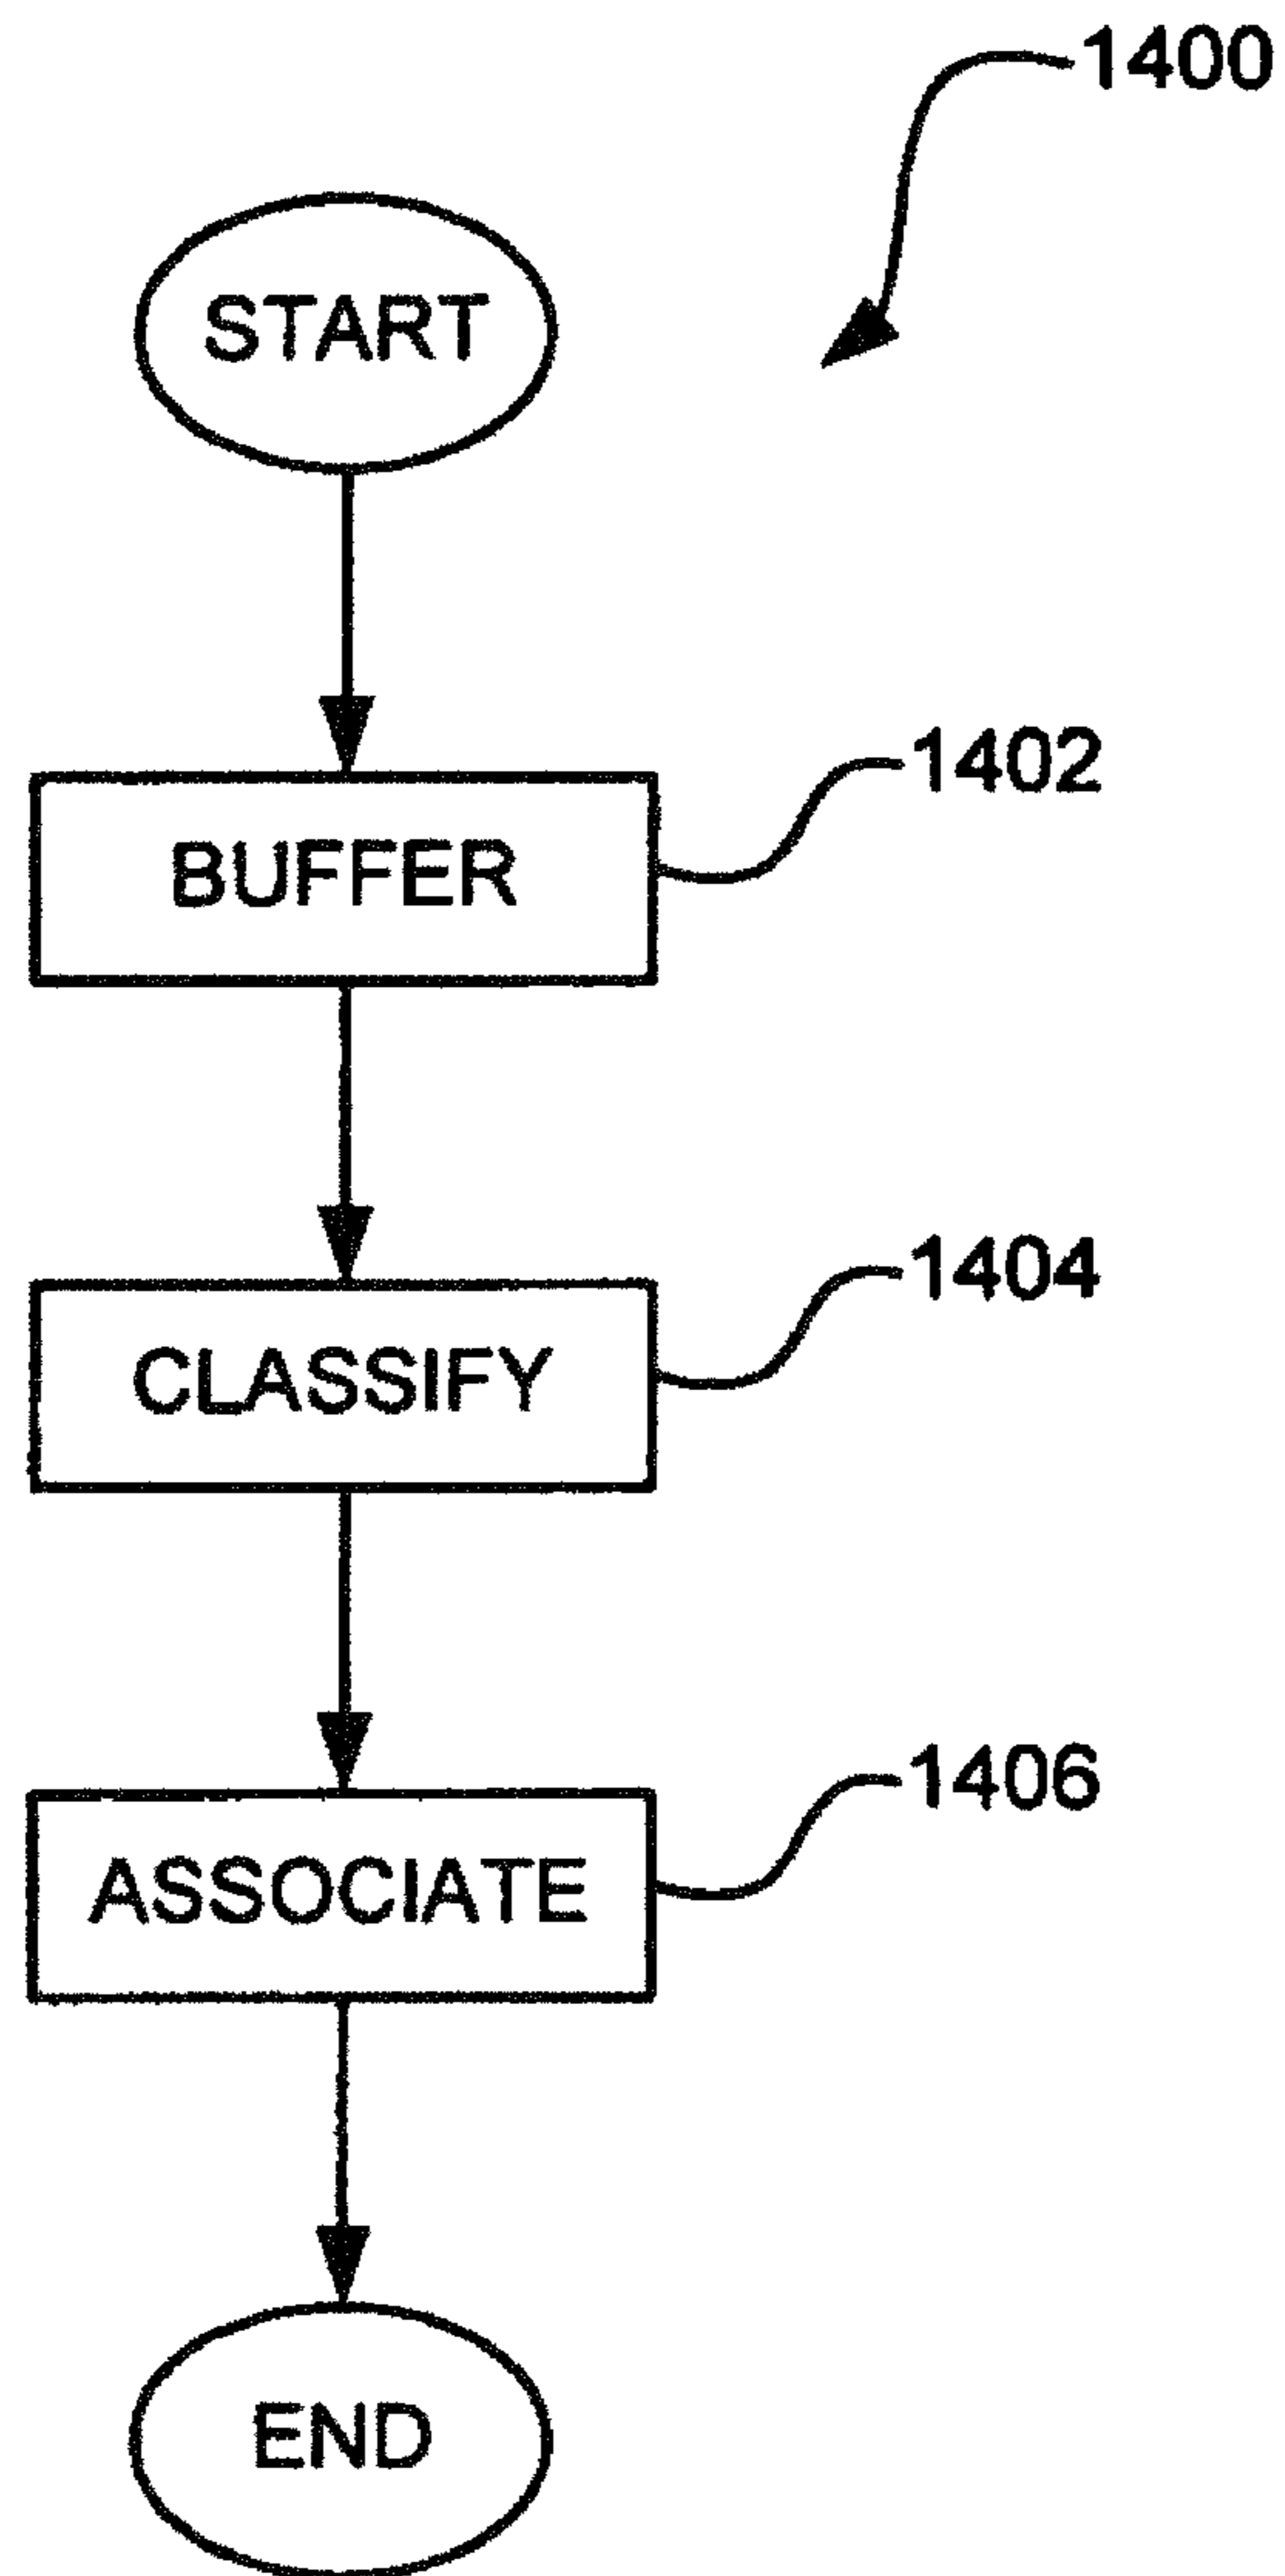 1400
START
BUFFER
1402
CLASSIFY
1404
ASSOCIATE
1406
END